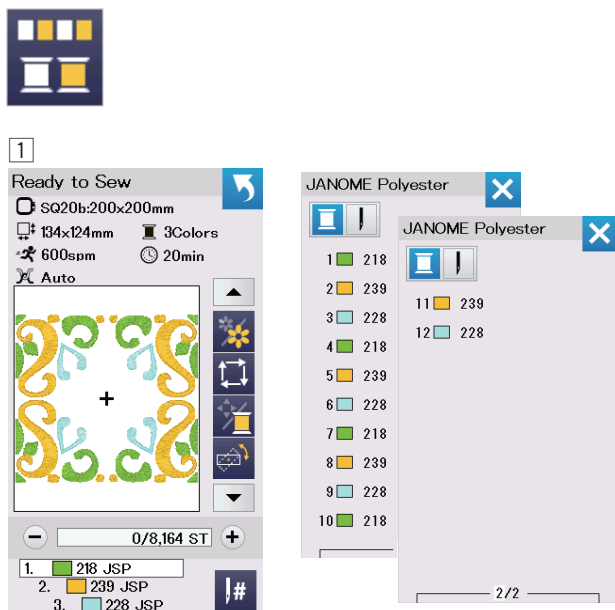 1
Ready to Sew
SQ20b:200x200mm
134x124mm 3Colors
600spm 20min
Auto
0/8,164 ST
1. 218 JSP
2. 239 JSP
3. 228 JSP
#
JANOME Polyester
1 218
2 239
3 228
4 218
5 239
6 228
7 218
8 239
9 228
10 218
JANOME Polyester
11 239
12 228
2/2